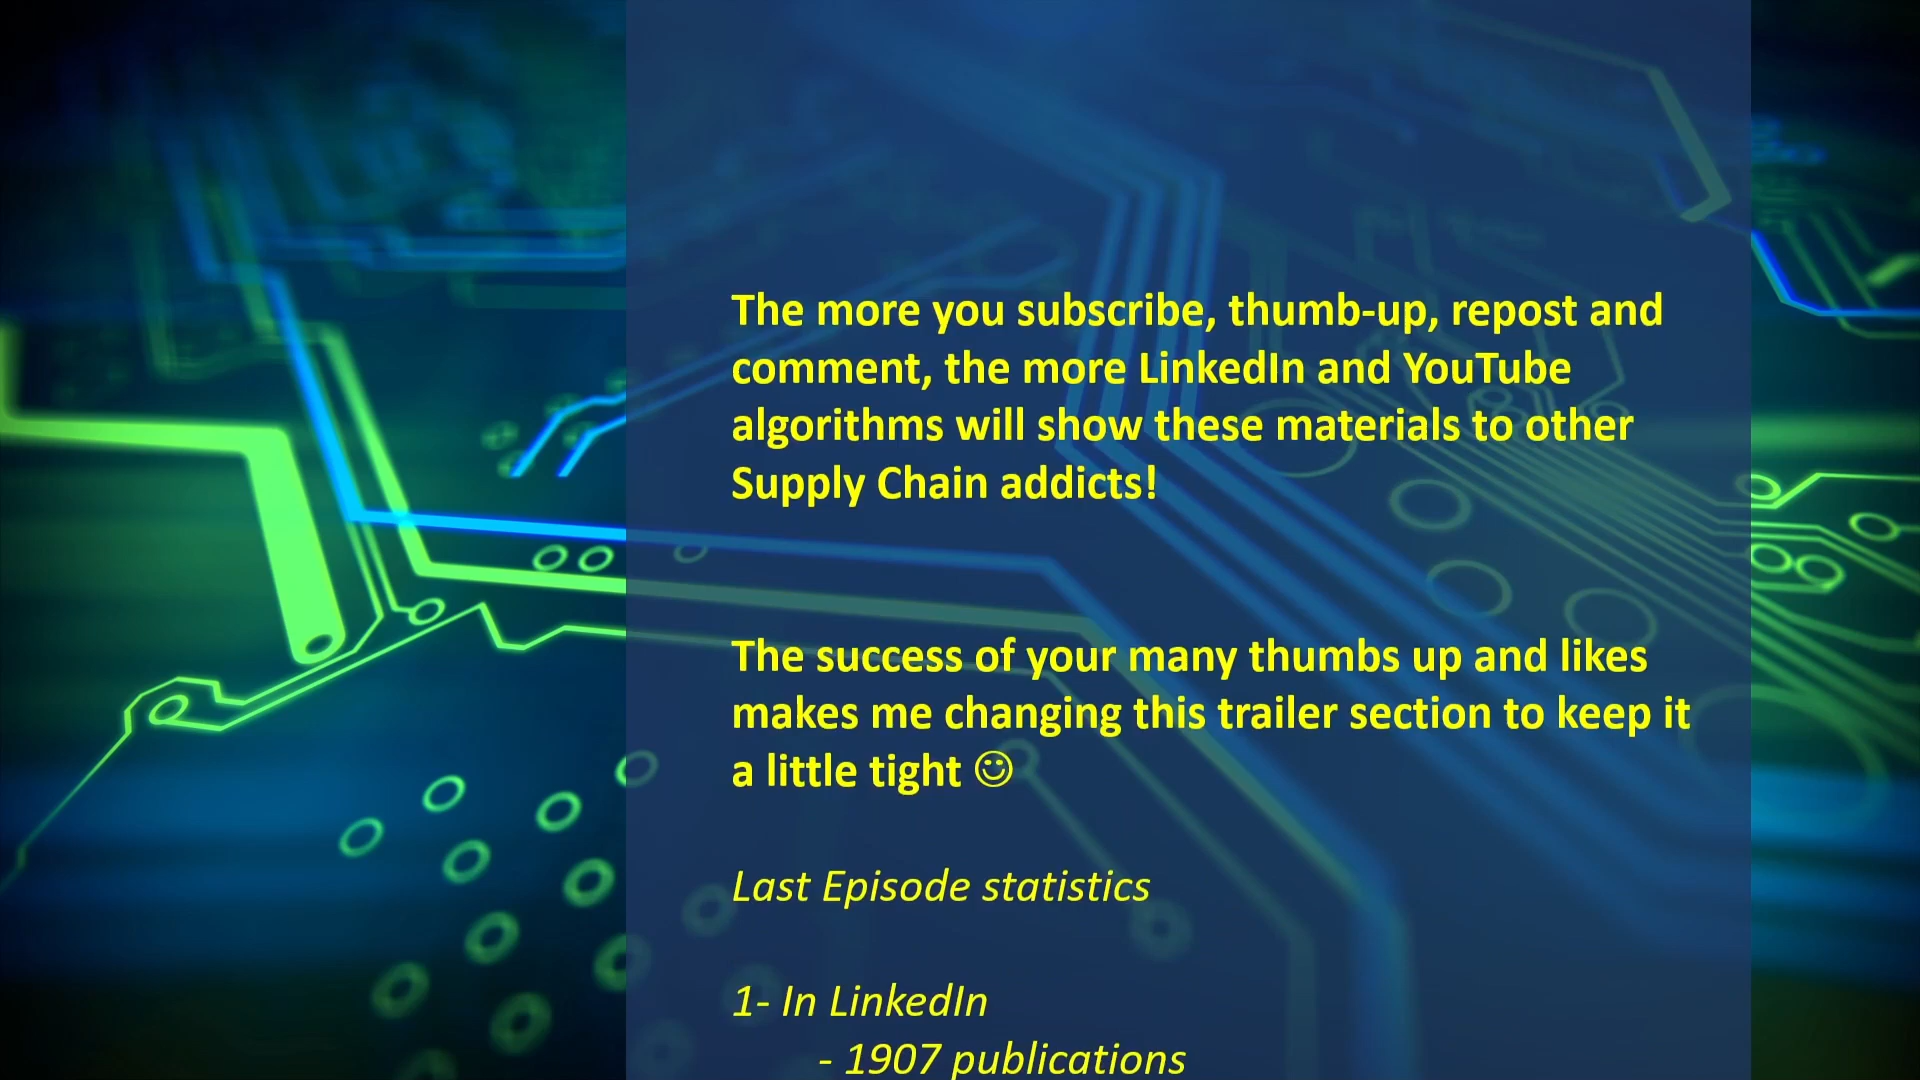 The more you subscribe, thumb-up, repost and
comment, the more LinkedIn and YouTube
algorithms will show these materials to other
Supply Chain addicts!
The success of your many thumbs up and likes
makes me changing this trailer section to keep it
a little tight ☺
Last Episode statistics
1- In LinkedIn
- 1907 publications